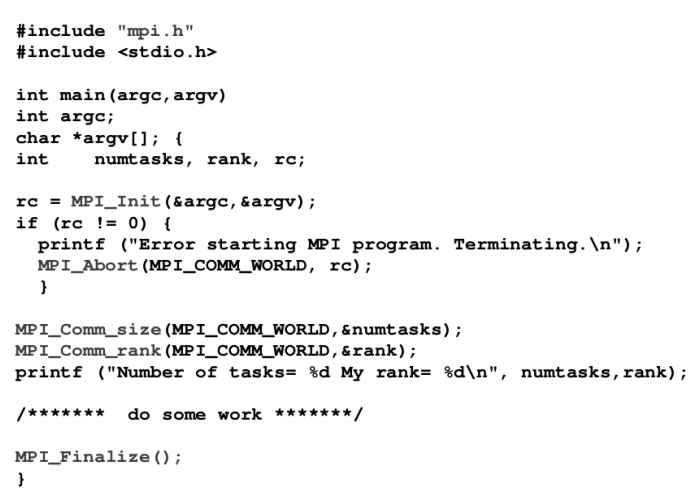 #include "mpi.h"
#include <stdio.h>
int main(argc,argv)
int argc;
char *argv[]; {
int    numtasks, rank, rc;
rc = MPI_Init(&argc,&argv);
if (rc != 0) {
  printf ("Error starting MPI program. Terminating.\n");
  MPI_Abort(MPI_COMM_WORLD, rc);
  }
MPI_Comm_size(MPI_COMM_WORLD,&numtasks);
MPI_Comm_rank(MPI_COMM_WORLD,&rank);
printf ("Number of tasks= %d My rank= %d\n", numtasks,rank);
/*******  do some work *******/
MPI_Finalize();
}